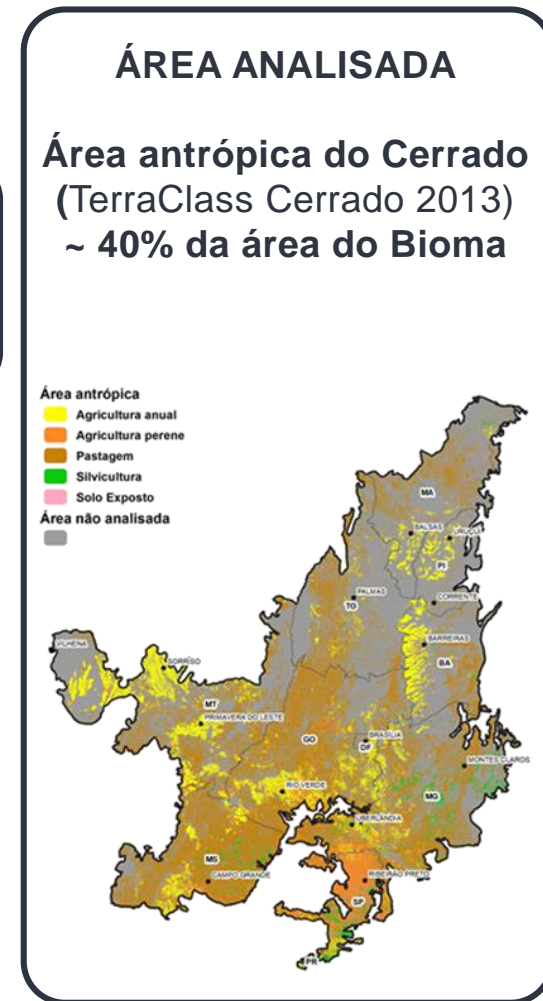 ÁREA ANALISADA
Área antrópica do Cerrado
(TerraClass Cerrado 2013)
~ 40% da área do Bioma
Área antrópica
Agricultura anual
Agricultura perene
Pastagem
Silvicultura
Solo Exposto
Área não analisada
MA
BALSAS
URUÇUÍ
PI
PALMAS
CORRENTE
TO
BARREIRAS
VILHENA
SORRÍSO
BA
MT
PRIMAVERA DO LESTE
GO
BRASÍLIA
DF
MONTES CLAROS
RIO VERDE
MG
UBERLÂNDIA
MS
CAMPO GRANDE
RIBEIRÃO PRETO
SP
PR